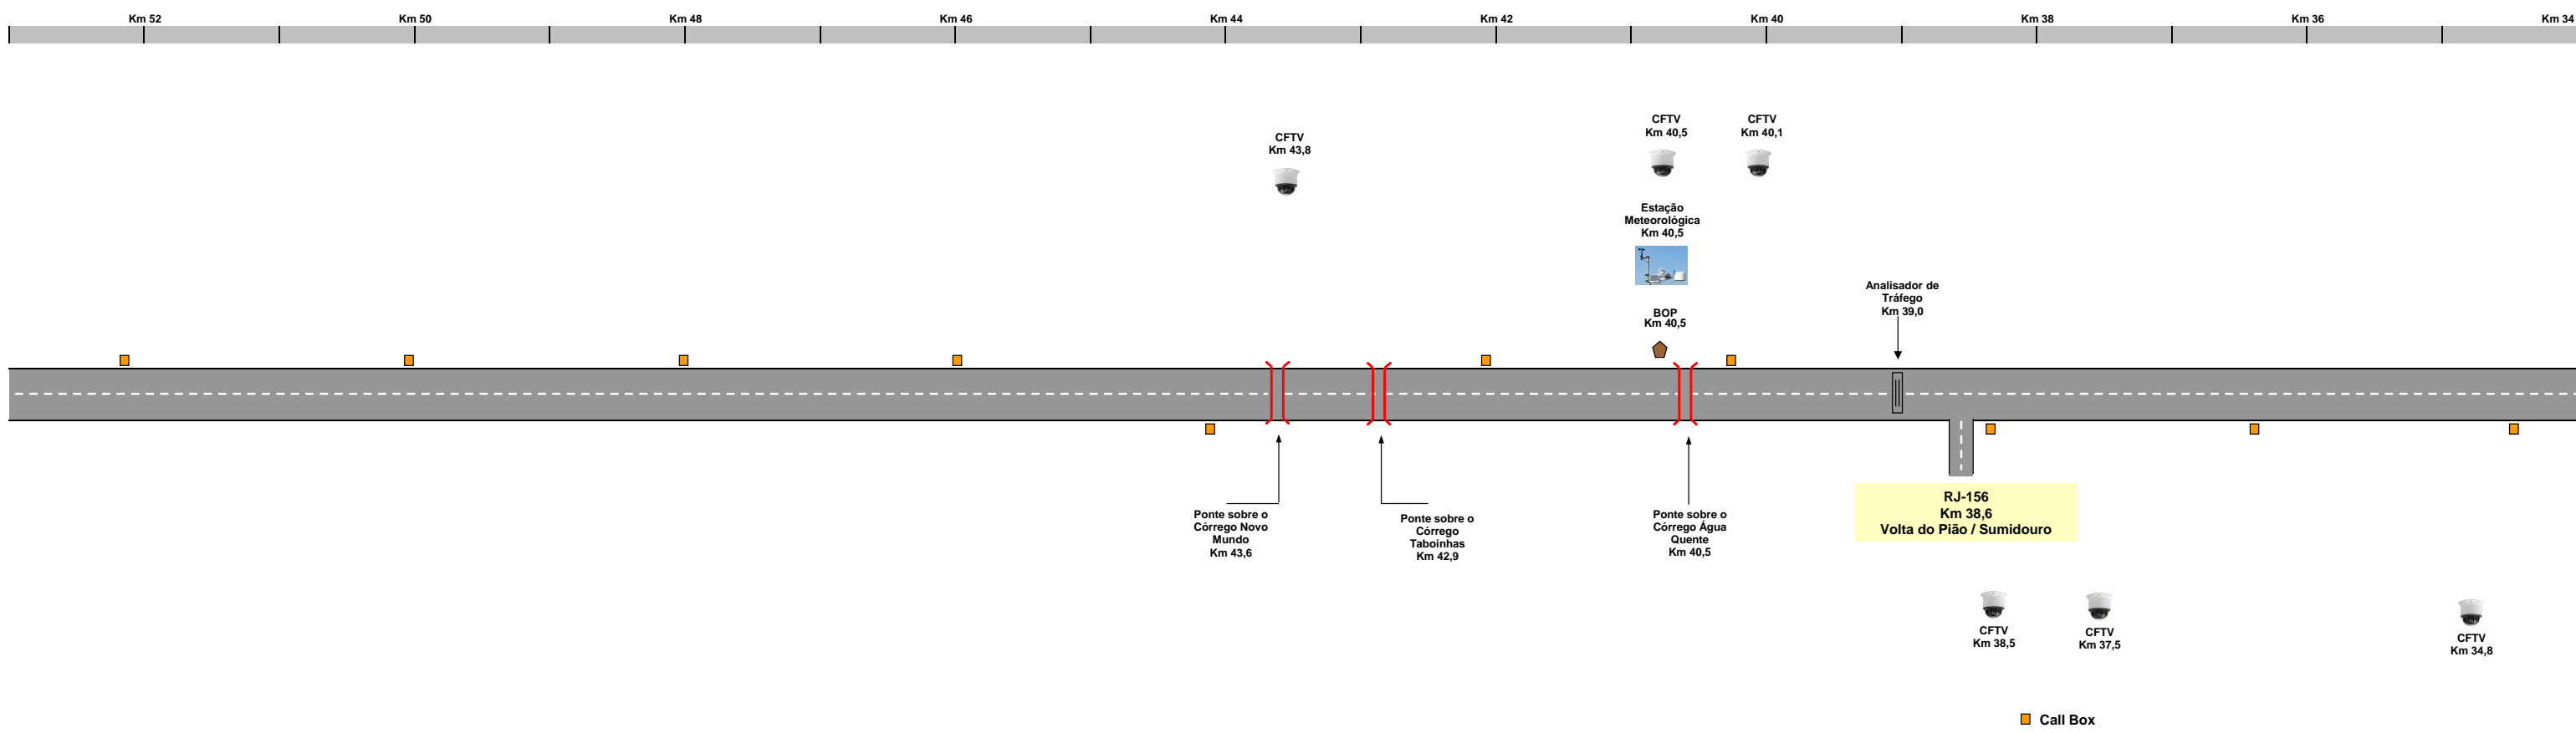 Km 52
Km 50
Km 48
Km 46
Km 44
Km 42
Km 40
Km 38
Km 36
Km 34
CFTV
Km 43,8
CFTV
Km 40,5
CFTV
Km 40,1
Estação
Meteorológica
Km 40,5
BOP
Km 40,5
Analisador de
Tráfego
Km 39,0
Ponte sobre o
Córrego Novo
Mundo
Km 43,6
Ponte sobre o
Córrego
Taboinhas
Km 42,9
Ponte sobre o
Córrego Água
Quente
Km 40,5
RJ-156
Km 38,6
Volta do Pião / Sumidouro
CFTV
Km 38,5
CFTV
Km 37,5
CFTV
Km 34,8
Call Box